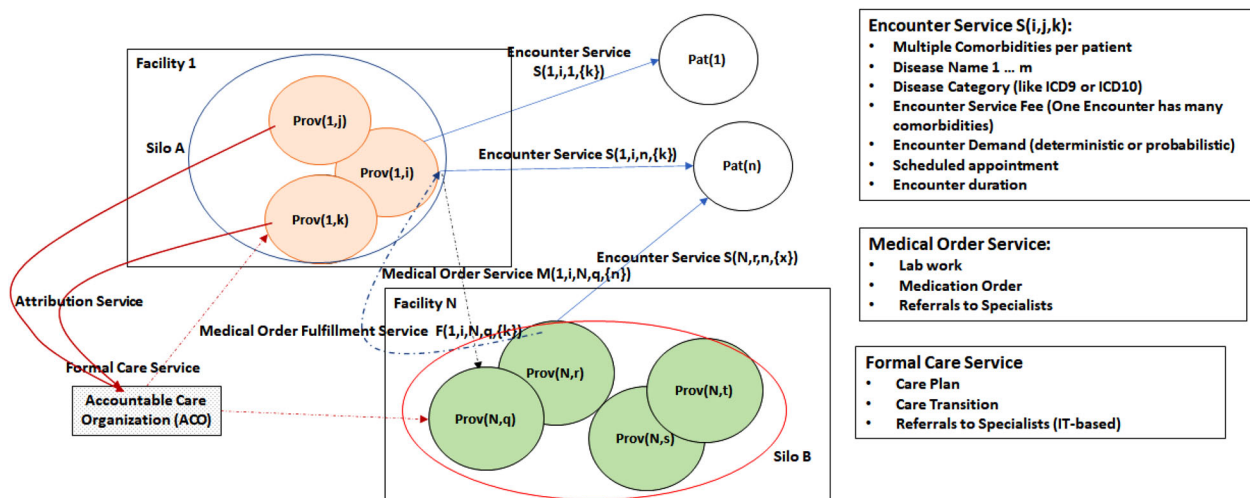 Facility 1
Silo A
Prov(1,j)
Prov(1,i)
Prov(1,k)
Encounter Service
S(1,i,1,{k})
Pat(1)
Encounter Service S(1,i,n,{k})
Pat(n)
Encounter Service S(N,r,n,{x})
Medical Order Service M(1,i,N,q,{n})
Attribution Service
Facility N
Medical Order Fulfillment Service F(1,i,N,q,{k})
Formal Care Service
Accountable Care
Organization (ACO)
Prov(N,r)
Prov(N,q)
Prov(N,t)
Prov(N,s)
Silo B
Encounter Service S(i,j,k):
• Multiple Comorbidities per patient
• Disease Name 1 ... m
• Disease Category (like ICD9 or ICD10)
• Encounter Service Fee (One Encounter has many
comorbidities)
• Encounter Demand (deterministic or probabilistic)
• Scheduled appointment
• Encounter duration
Medical Order Service:
• Lab work
• Medication Order
• Referrals to Specialists
Formal Care Service
• Care Plan
• Care Transition
• Referrals to Specialists (IT-based)